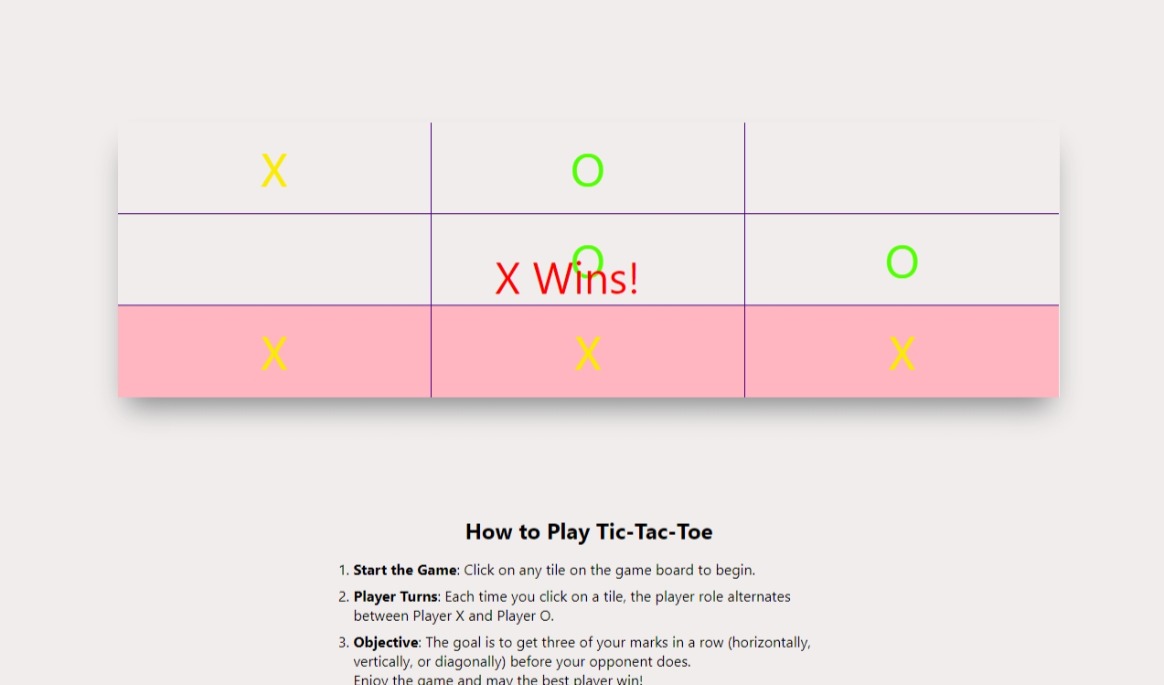 X O
O O
X Wins!
X X X
How to Play Tic-Tac-Toe
1. Start the Game: Click on any tile on the game board to begin.
2. Player Turns: Each time you click on a tile, the player role alternates
between Player X and Player O.
3. Objective: The goal is to get three of your marks in a row (horizontally,
vertically, or diagonally) before your opponent does.
Enjoy the game and may the best player win!